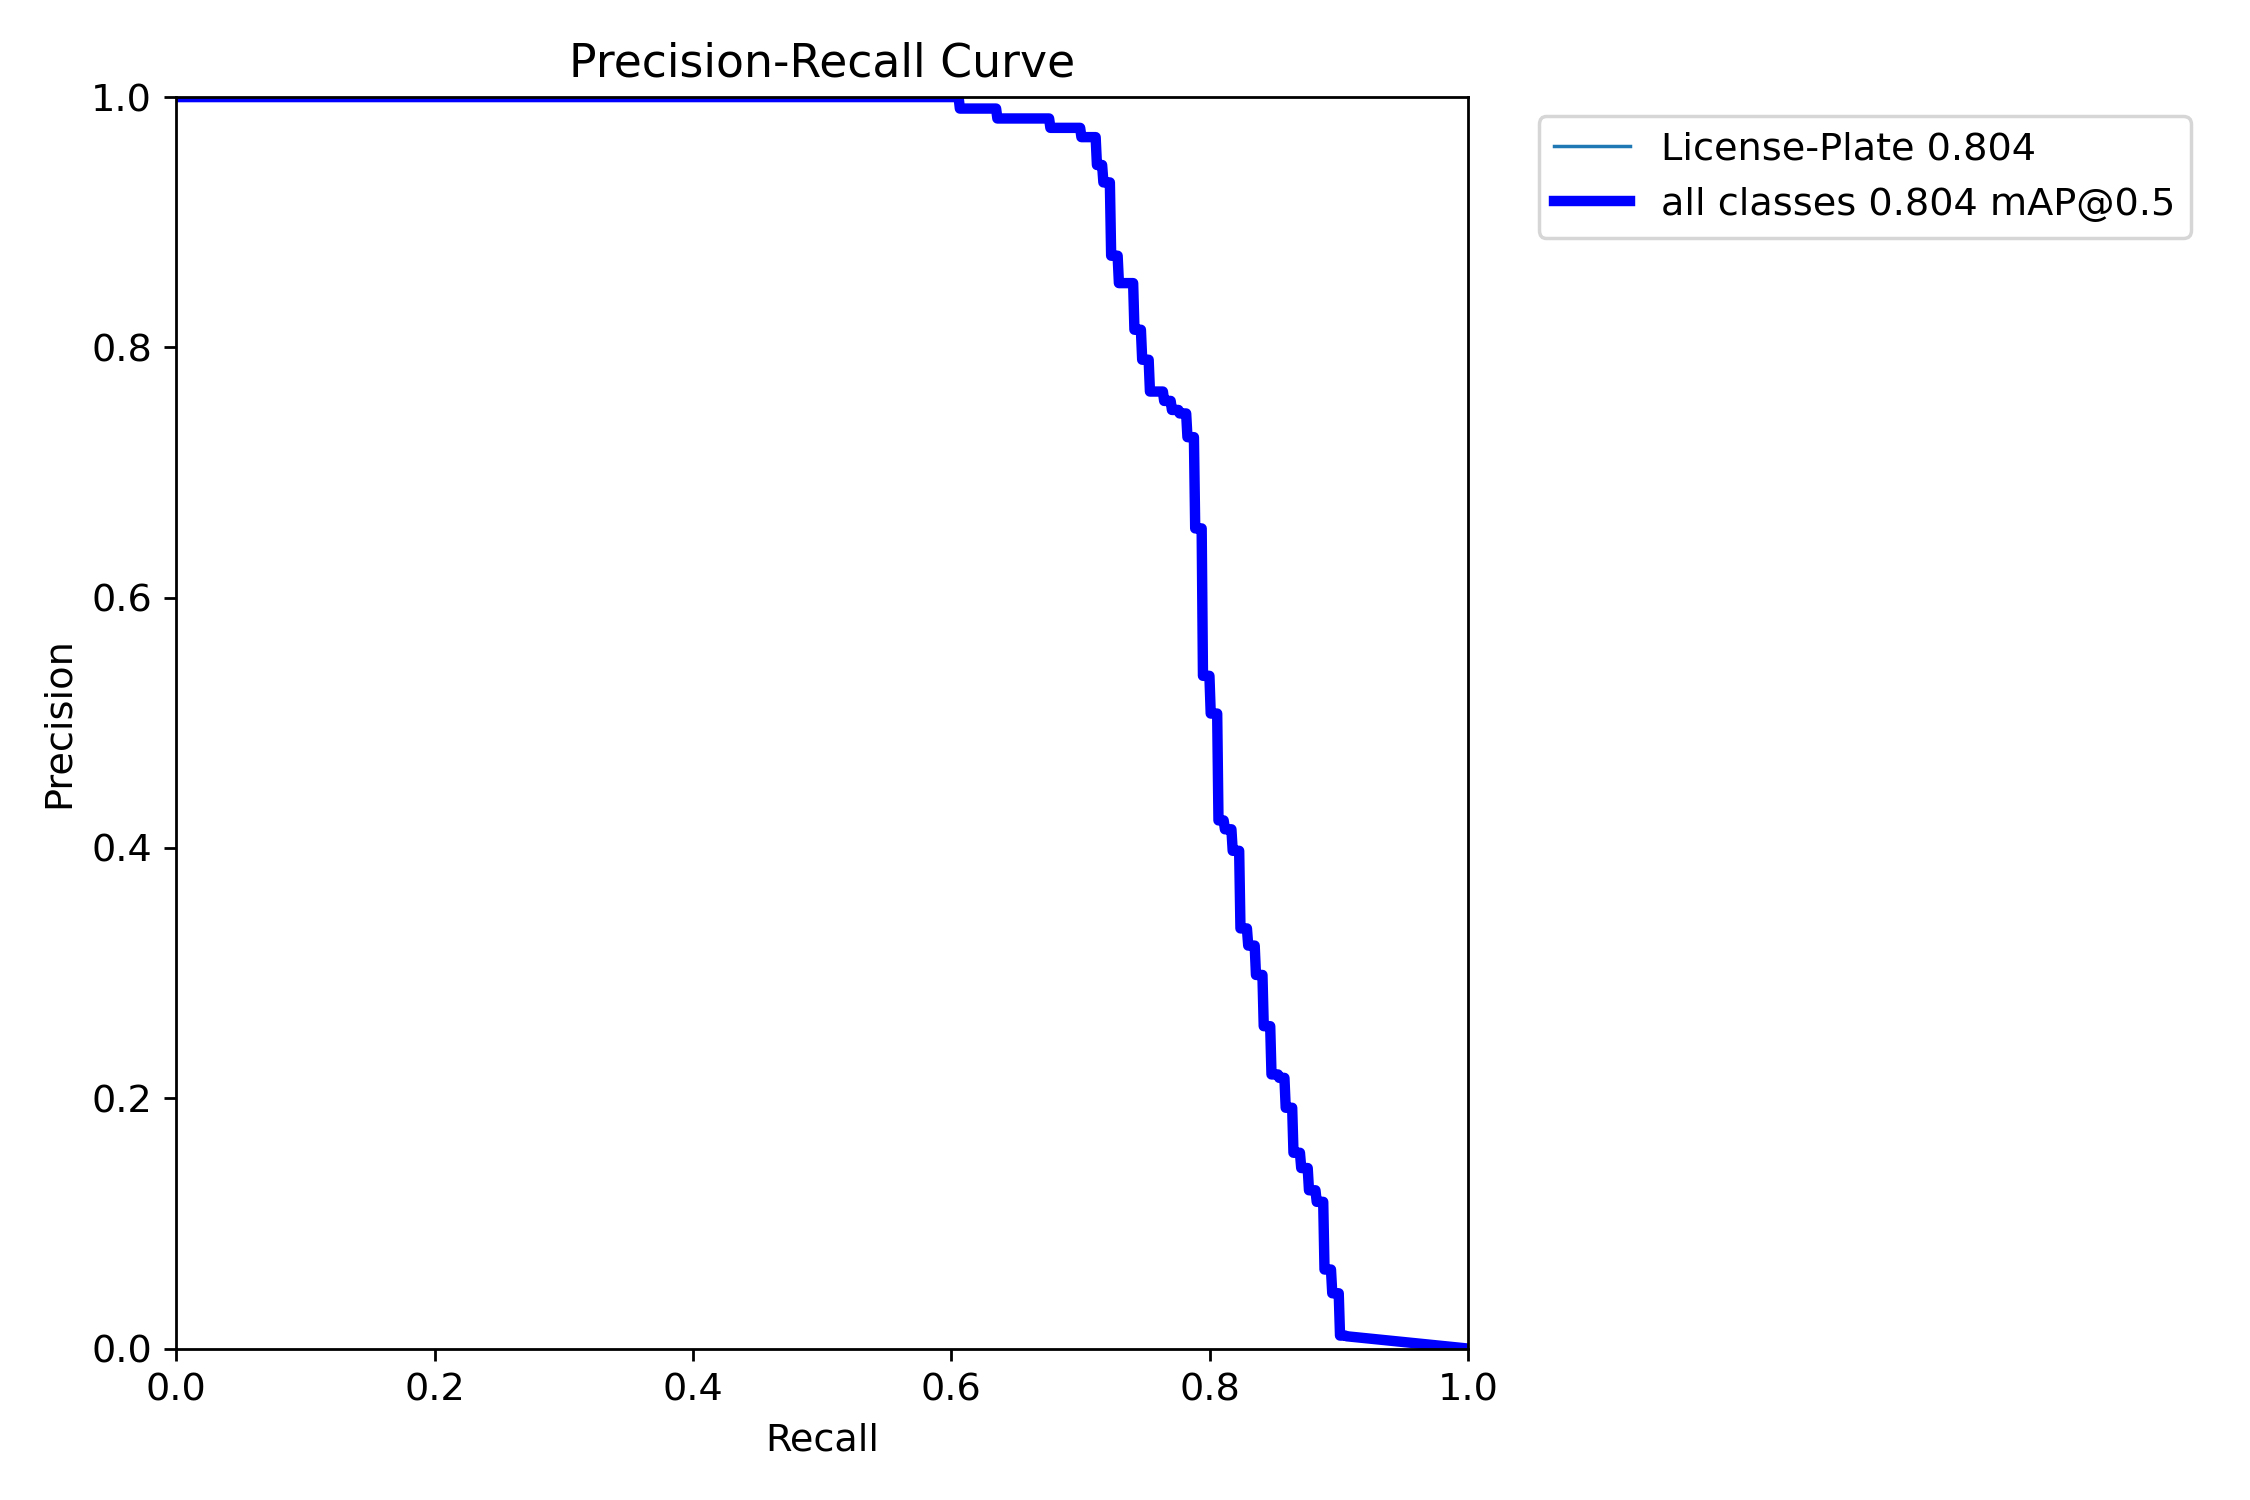 Precision-Recall Curve
1.0
0.8
0.6
0.4
0.2
0.0
Precision
0.0 0.2 0.4 0.6 0.8 1.0
Recall
License-Plate 0.804
all classes 0.804 mAP@0.5